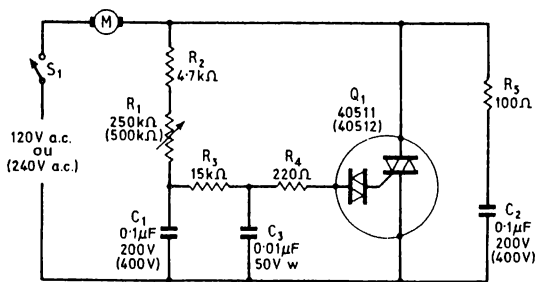 M
S1
120V a.c.
ou
(240V a.c.)
R2
4·7kΩ
R1
250kΩ
(500kΩ)
R3
15kΩ
R4
220Ω
Q1
40511
(40512)
R5
100Ω
C1
0·1µF
200V
(400V)
C3
0·01µF
50V w
C2
0·1µF
200V
(400V)